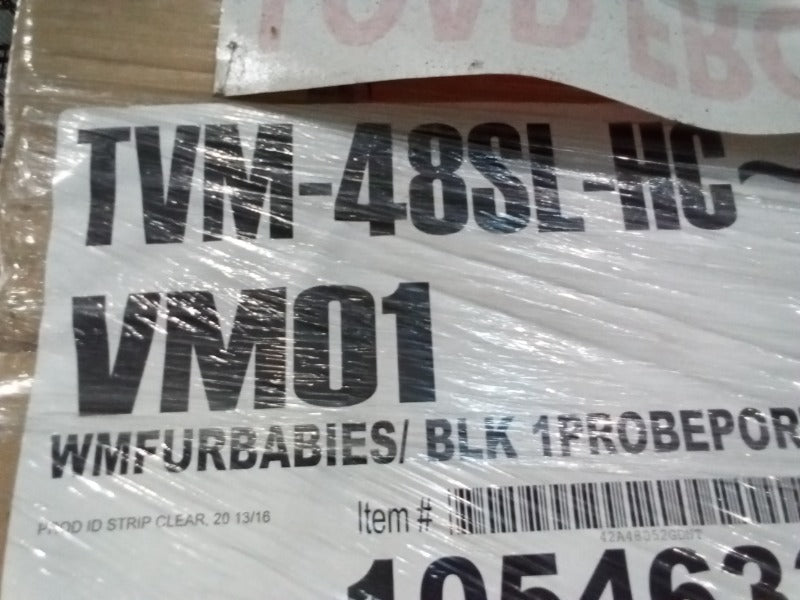 TVM-48SL-HC~
VM01
WMFURBABIES/ BLK 1PROBEPOR
PROD ID STRIP CLEAR, 20 13/16
Item #